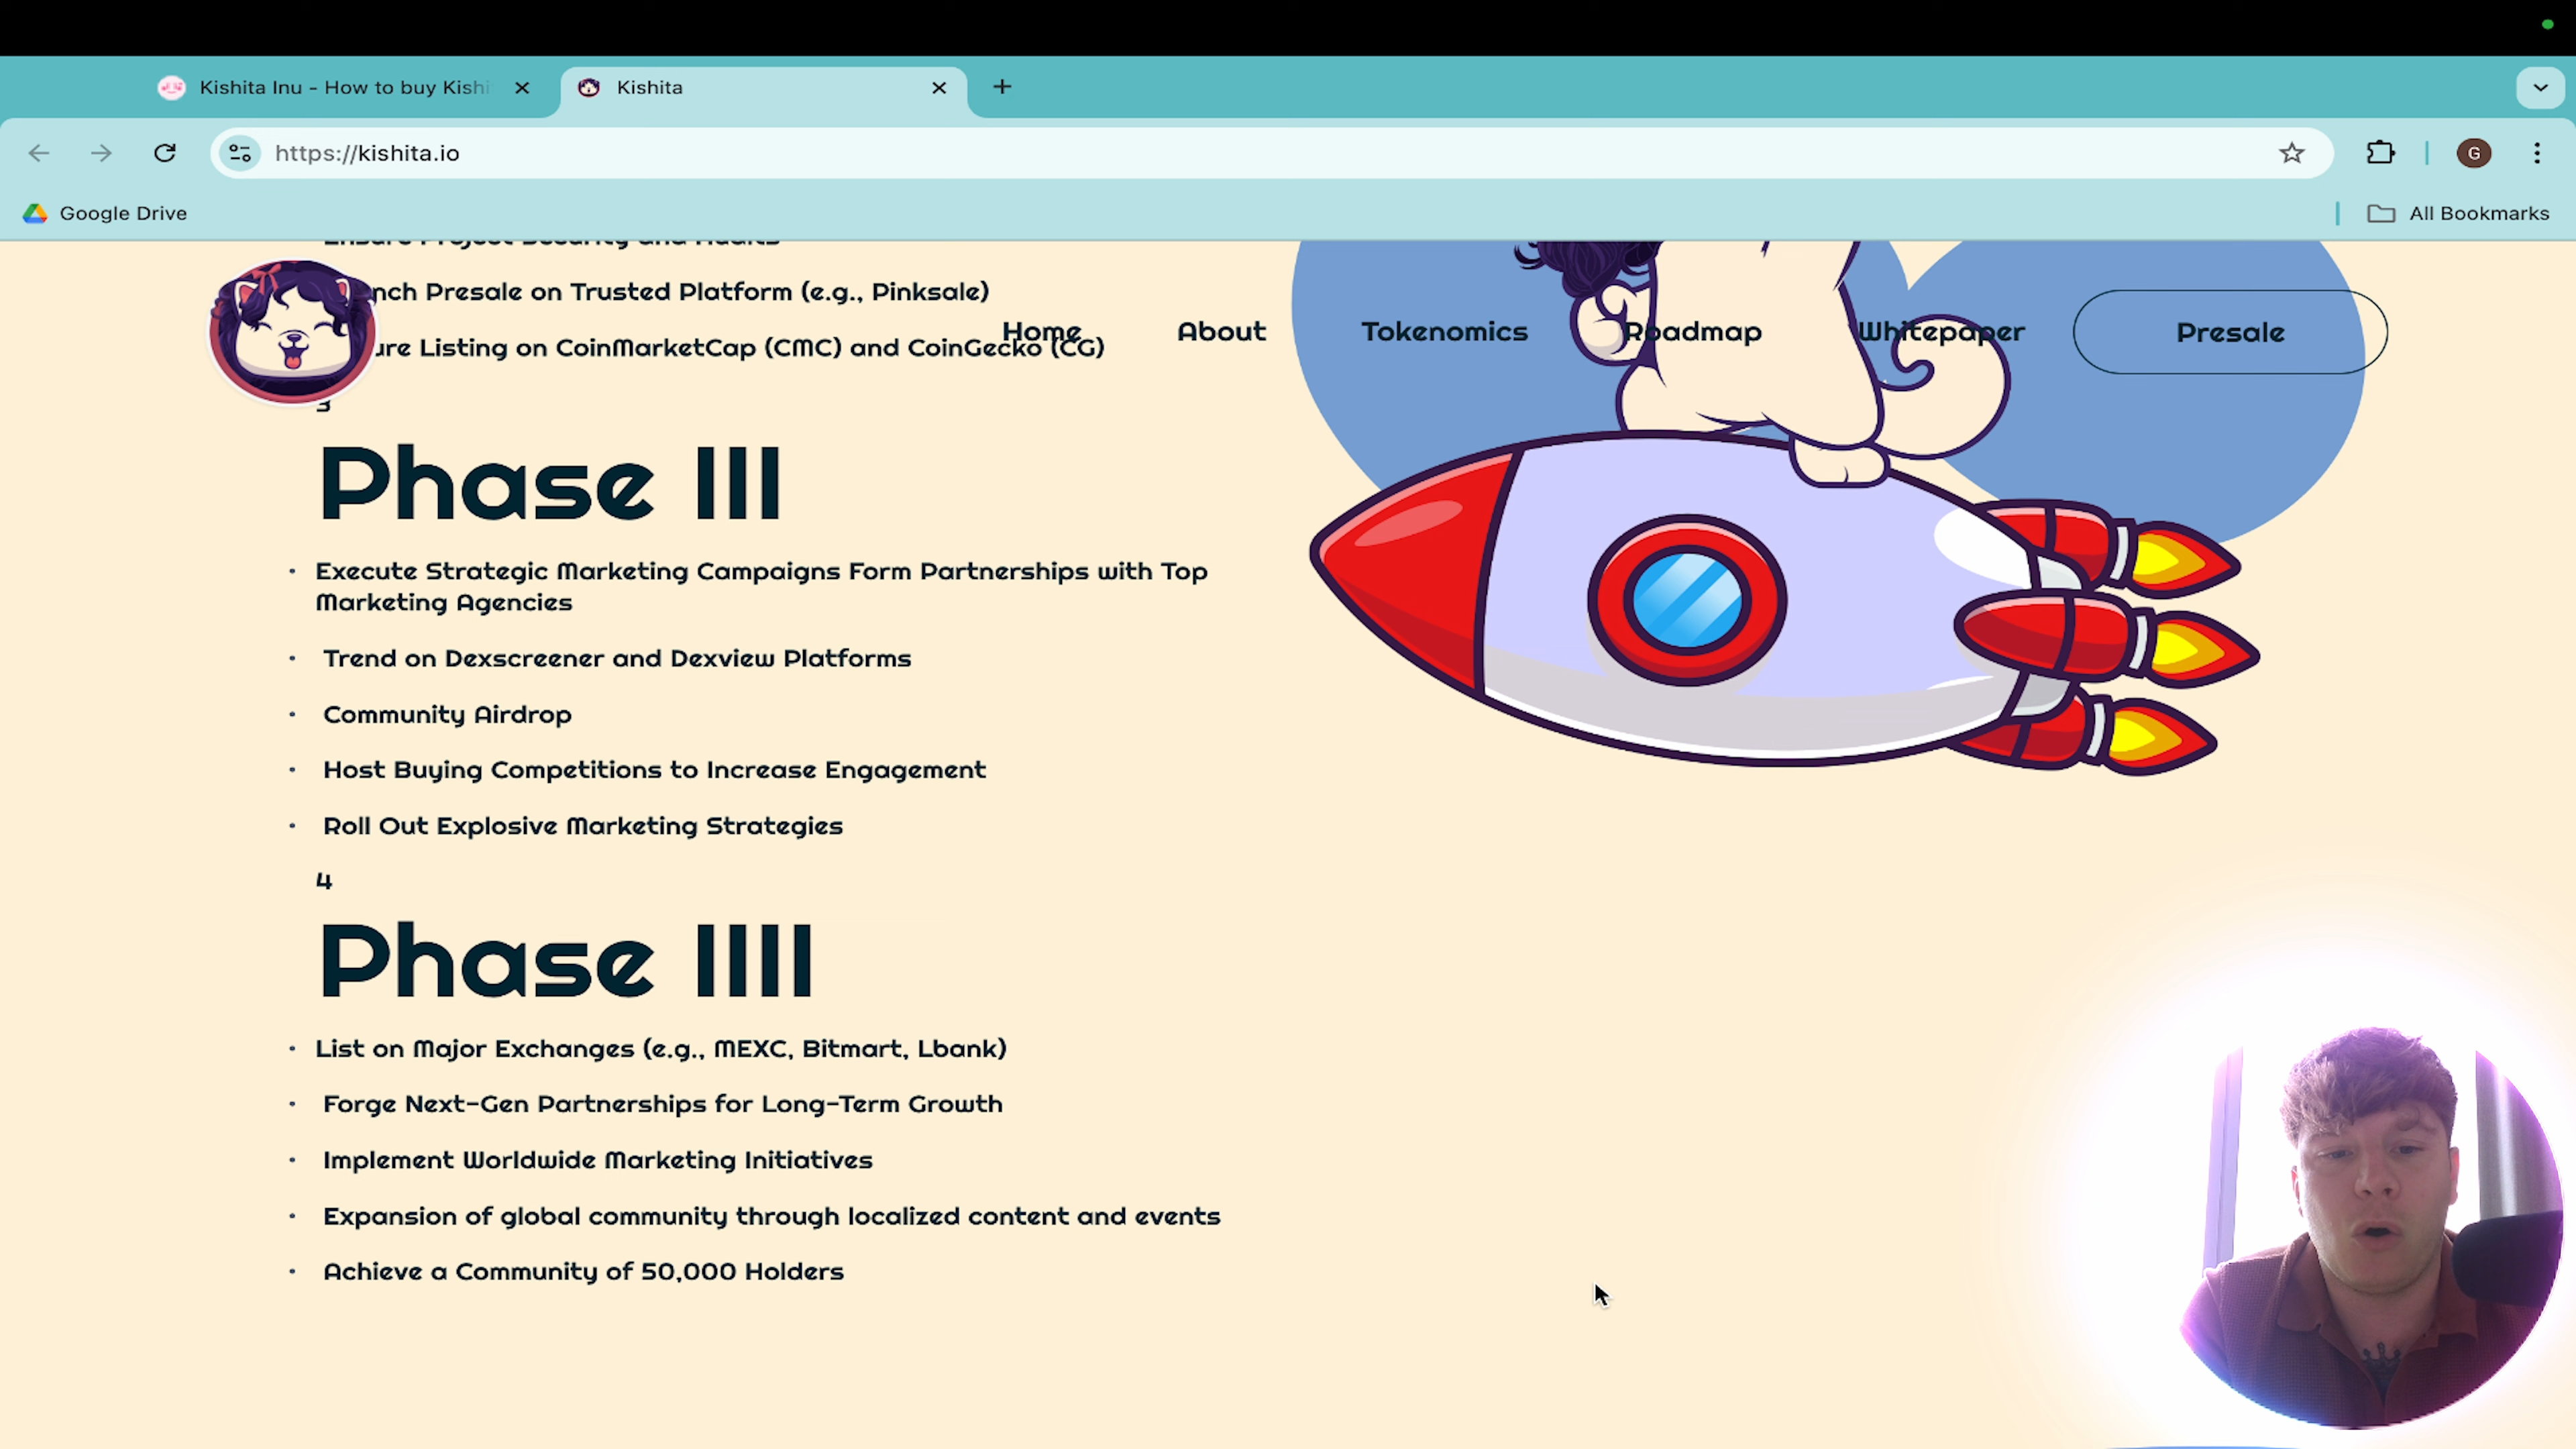 Kishita Inu - How to buy Kishi
Kishita
https://kishita.io
G
Google Drive
All Bookmarks
Ensure Project Security and Audits
nch Presale on Trusted Platform (e.g., Pinksale)
ure Listing on CoinMarketCap (CMC) and CoinGecko (CG)
Home
About
Tokenomics
Roadmap
Whitepaper
Presale
3
Phase III
· Execute Strategic Marketing Campaigns Form Partnerships with Top
Marketing Agencies
· Trend on Dexscreener and Dexview Platforms
· Community Airdrop
· Host Buying Competitions to Increase Engagement
· Roll Out Explosive Marketing Strategies
4
Phase IIII
· List on Major Exchanges (e.g., MEXC, Bitmart, Lbank)
· Forge Next-Gen Partnerships for Long-Term Growth
· Implement Worldwide Marketing Initiatives
· Expansion of global community through localized content and events
· Achieve a Community of 50,000 Holders